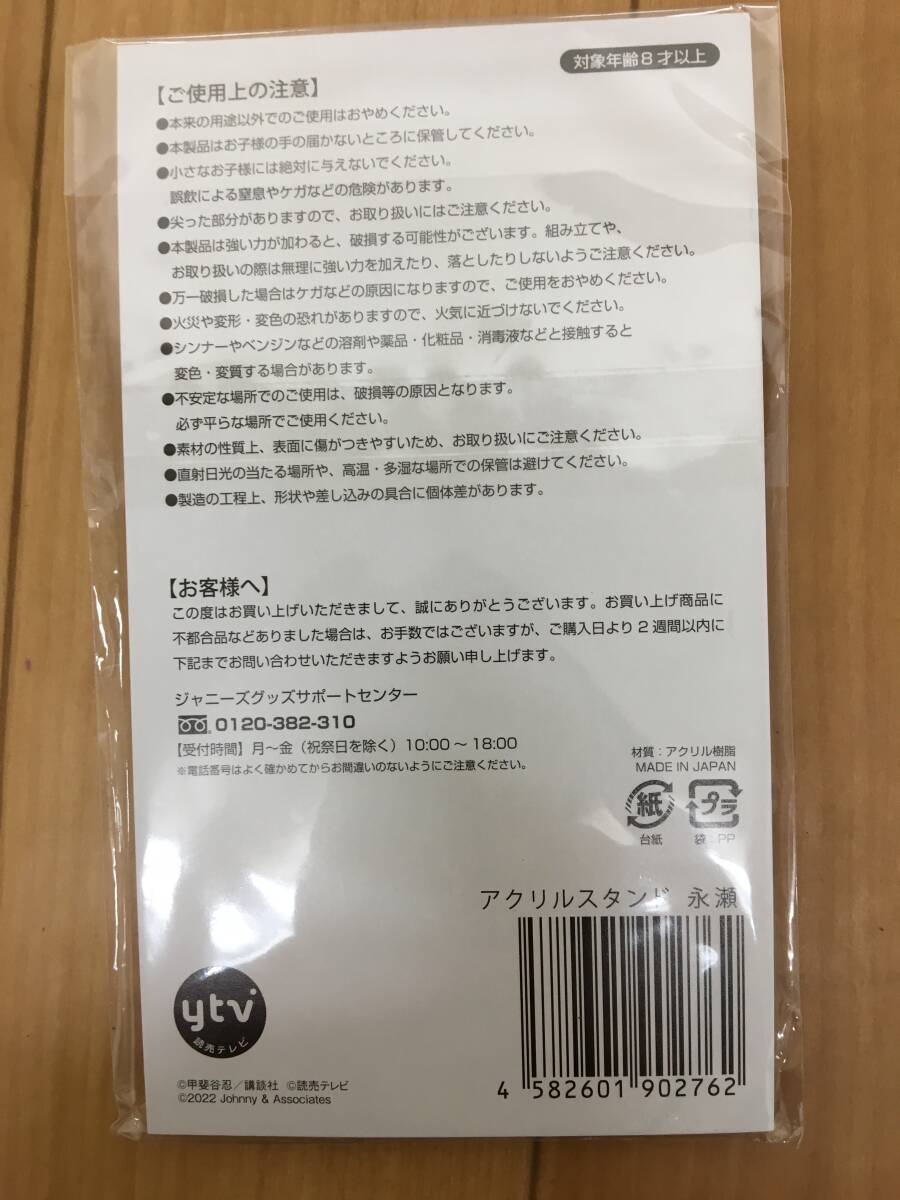 対象年齢8才以上
【ご使用上の注意】
●本来の用途以外でのご使用はおやめください。
●本製品はお子様の手の届かないところに保管してください。
●小さなお子様には絶対に与えないでください。
誤飲による窒息やケガなどの危険があります。
●尖った部分がありますので、お取り扱いにはご注意ください。
●本製品は強い力が加わると、破損する可能性がございます。組み立てや、
お取り扱いの際は無理に強い力を加えたり、落としたりしないようご注意ください。
●万一破損した場合はケガなどの原因になりますので、ご使用をおやめください。
●火災や変形・変色の恐れがありますので、火気に近づけないでください。
●シンナーやベンジンなどの溶剤や薬品・化粧品・消毒液などと接触すると
変色・変質する場合があります。
●不安定な場所でのご使用は、破損等の原因となります。
必ず平らな場所でご使用ください。
●素材の性質上、表面に傷がつきやすいため、お取り扱いにご注意ください。
●直射日光の当たる場所や、高温・多湿な場所での保管は避けてください。
●製造の工程上、形状や差し込みの具合に個体差があります。
【お客様へ】
この度はお買い上げいただきまして、誠にありがとうございます。お買い上げ商品に
不都合品などありました場合は、お手数ではございますが、ご購入日より2週間以内に
下記までお問い合わせいただきますようお願い申し上げます。
ジャニーズグッズサポートセンター
0120-382-310
【受付時間】月〜金（祝祭日を除く）10:00〜18:00
※電話番号はよく確かめてからお間違いのないようにご注意ください。
材質：アクリル樹脂
MADE IN JAPAN
紙 プラ
台紙 袋：PP
アクリルスタンド 永瀬
ytv
読売テレビ
4 582601 902762
©甲斐谷忍／講談社 ©読売テレビ
©2022 Johnny & Associates